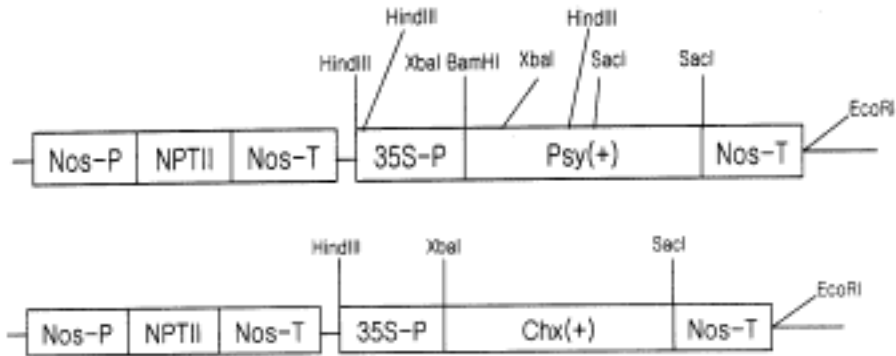 HindIII HindIII
HindIII XbaI BamHI XbaI SacI SacI
EcoRI
Nos-P NPTII Nos-T 35S-P Psy(+) Nos-T
HindIII XbaI SacI
EcoRI
Nos-P NPTII Nos-T 35S-P Chx(+) Nos-T